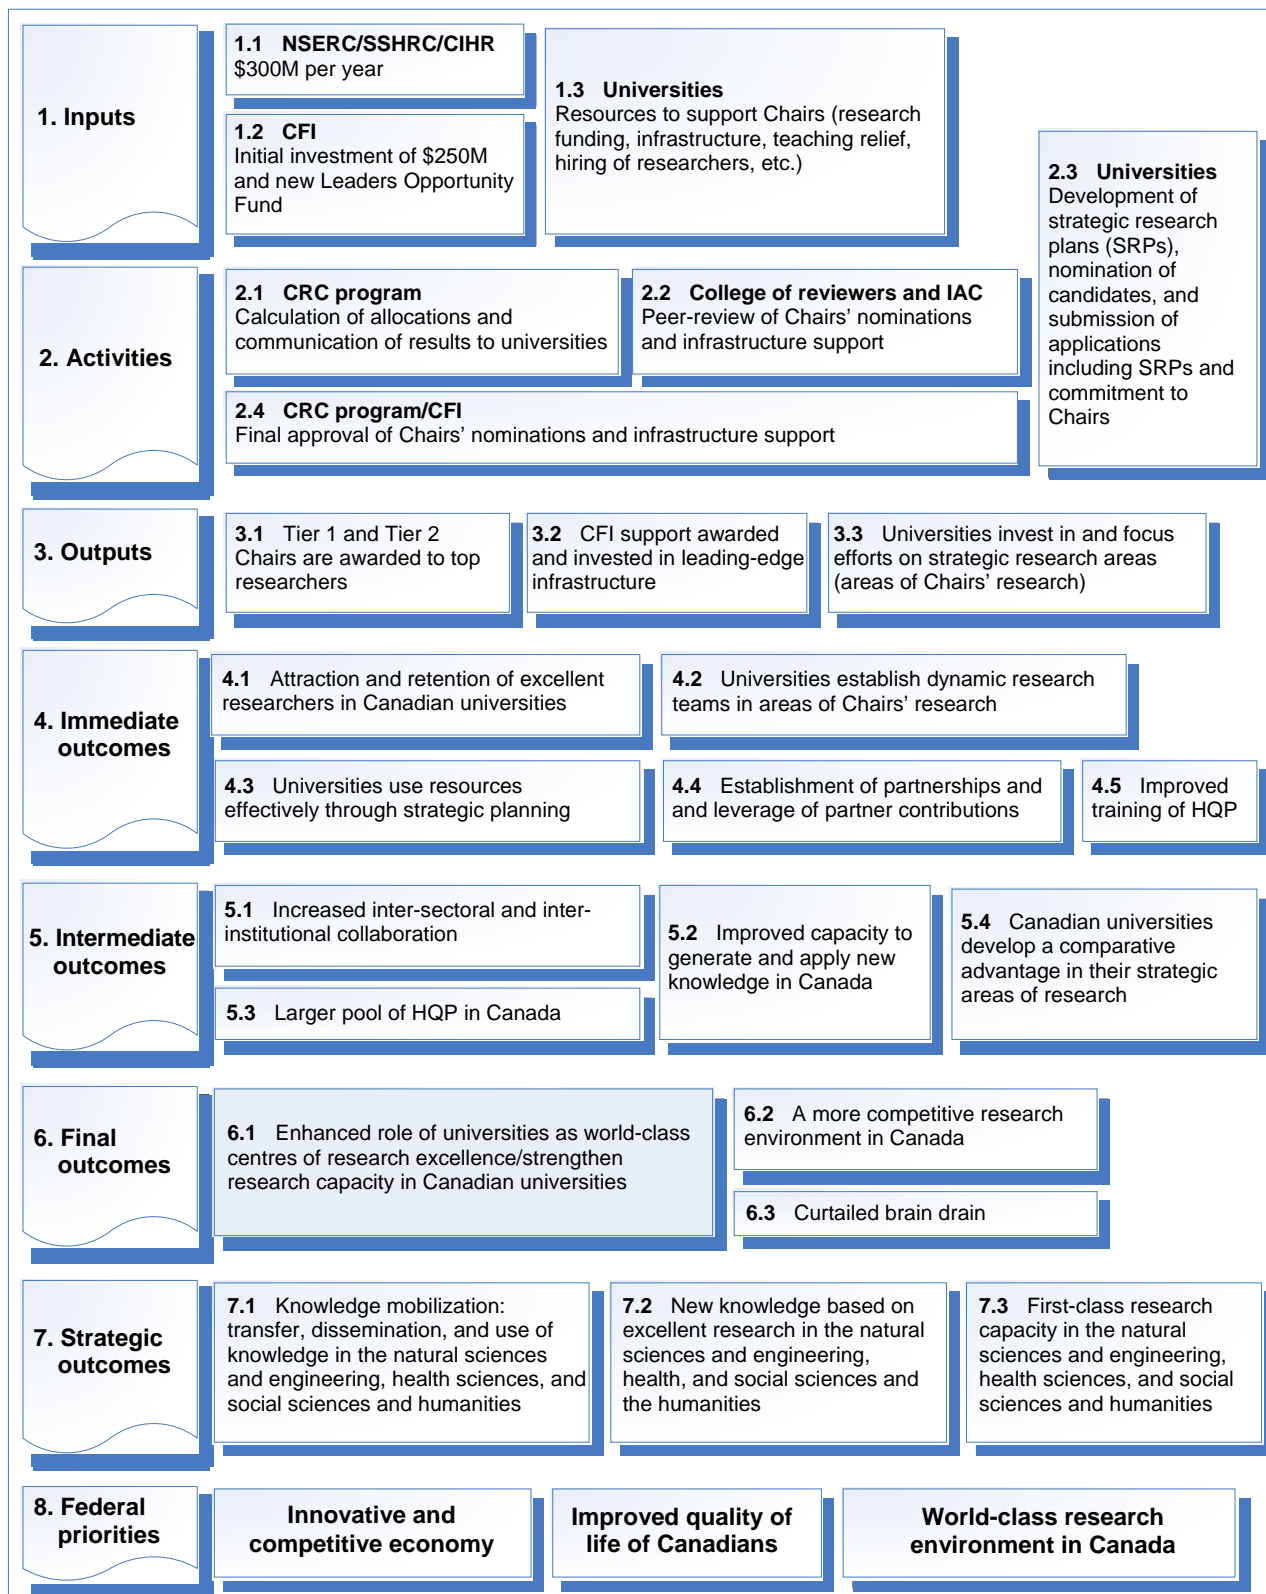 1. Inputs
1.1 NSERC/SSHRC/CIHR
$300M per year
1.2 CFI
Initial investment of $250M
and new Leaders Opportunity
Fund
1.3 Universities
Resources to support Chairs (research
funding, infrastructure, teaching relief,
hiring of researchers, etc.)
2. Activities
2.1 CRC program
Calculation of allocations and
communication of results to universities
2.2 College of reviewers and IAC
Peer-review of Chairs’ nominations
and infrastructure support
2.3 Universities
Development of
strategic research
plans (SRPs),
nomination of
candidates, and
submission of
applications
including SRPs and
commitment to
Chairs
2.4 CRC program/CFI
Final approval of Chairs’ nominations and infrastructure support
3. Outputs
3.1 Tier 1 and Tier 2
Chairs are awarded to top
researchers
3.2 CFI support awarded
and invested in leading-edge
infrastructure
3.3 Universities invest in and focus
efforts on strategic research areas
(areas of Chairs’ research)
4. Immediate
outcomes
4.1 Attraction and retention of excellent
researchers in Canadian universities
4.2 Universities establish dynamic research
teams in areas of Chairs’ research
4.3 Universities use resources
effectively through strategic planning
4.4 Establishment of partnerships and
and leverage of partner contributions
4.5 Improved
training of HQP
5. Intermediate
outcomes
5.1 Increased inter-sectoral and inter-
institutional collaboration
5.2 Improved capacity to
generate and apply new
knowledge in Canada
5.3 Larger pool of HQP in Canada
5.4 Canadian universities
develop a comparative
advantage in their strategic
areas of research
6. Final
outcomes
6.1 Enhanced role of universities as world-class
centres of research excellence/strengthen
research capacity in Canadian universities
6.2 A more competitive research
environment in Canada
6.3 Curtailed brain drain
7. Strategic
outcomes
7.1 Knowledge mobilization:
transfer, dissemination, and use of
knowledge in the natural sciences
and engineering, health sciences, and
social sciences and humanities
7.2 New knowledge based on
excellent research in the natural
sciences and engineering,
health, and social sciences and
the humanities
7.3 First-class research
capacity in the natural
sciences and engineering,
health sciences, and social
sciences and humanities
8. Federal
priorities
Innovative and
competitive economy
Improved quality of
life of Canadians
World-class research
environment in Canada